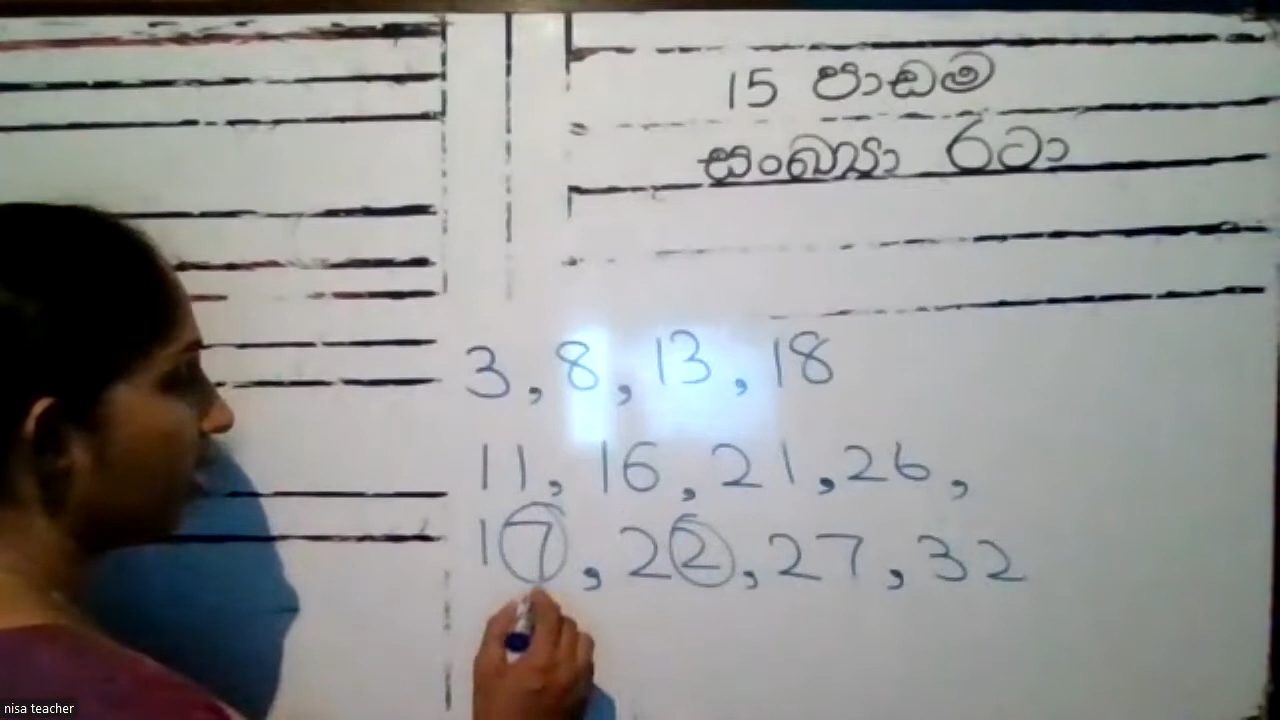 15 පාඩම
සංඛ්‍යා රටා
3, 8, 13, 18
11, 16, 21, 26,
17, 22, 27, 32
nisa teacher